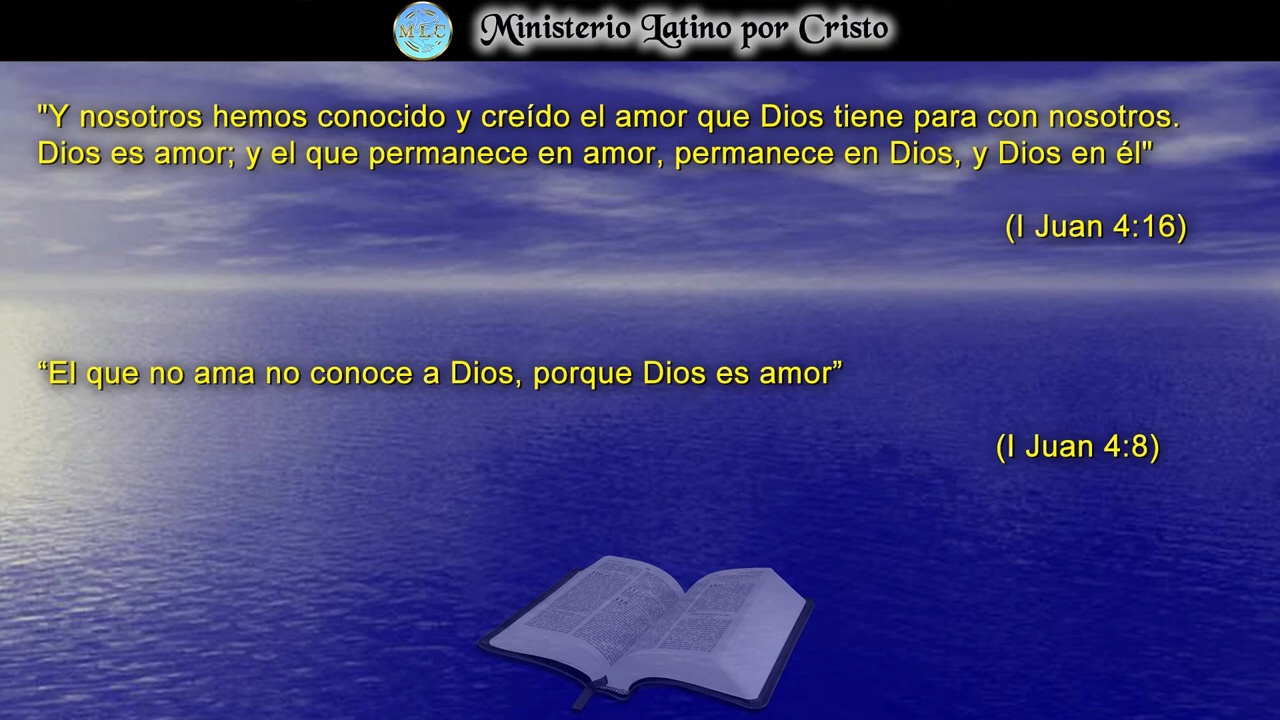 MLC Ministerio Latino por Cristo
"Y nosotros hemos conocido y creído el amor que Dios tiene para con nosotros.
Dios es amor; y el que permanece en amor, permanece en Dios, y Dios en él"
(I Juan 4:16)
“El que no ama no conoce a Dios, porque Dios es amor”
(I Juan 4:8)